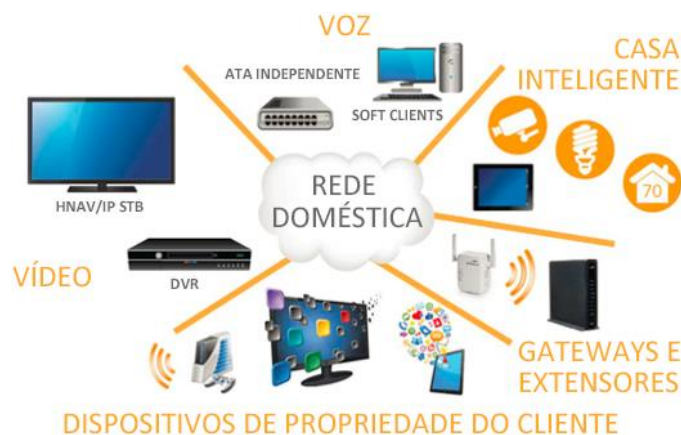 VOZ
ATA INDEPENDENTE
SOFT CLIENTS
CASA
INTELIGENTE
70
REDE
DOMÉSTICA
HNAV/IP STB
VÍDEO
DVR
GATEWAYS E
EXTENSORES
DISPOSITIVOS DE PROPRIEDADE DO CLIENTE